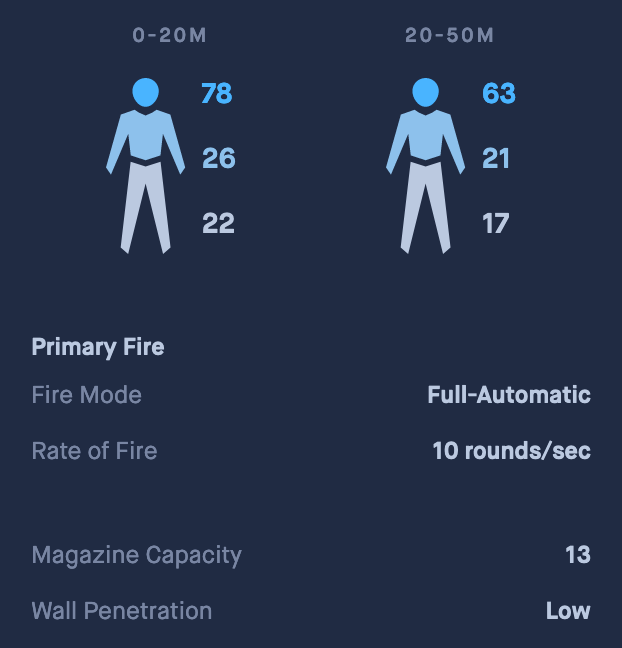 0-20M 20-50M
78 63
26 21
22 17
Primary Fire
Fire Mode Full-Automatic
Rate of Fire 10 rounds/sec
Magazine Capacity 13
Wall Penetration Low